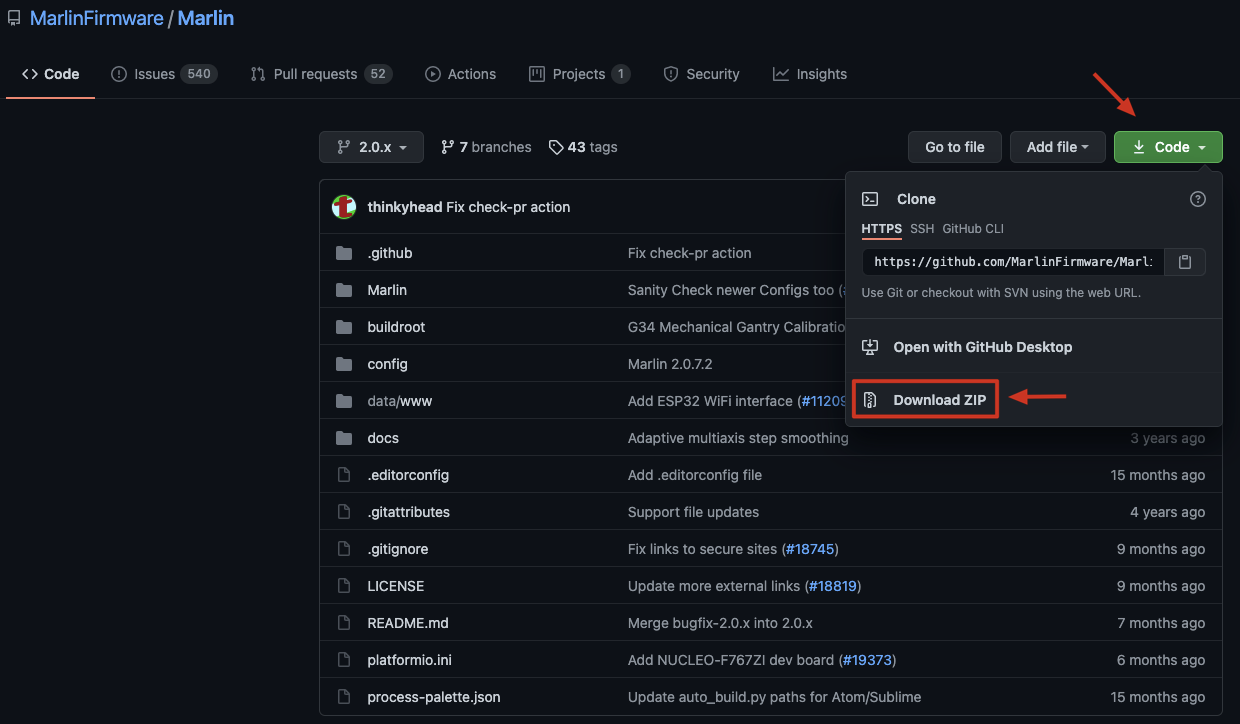 MarlinFirmware / Marlin
Code Issues 540 Pull requests 52 Actions Projects 1 Security Insights
2.0.x 7 branches 43 tags Go to file Add file Code
thinkyhead Fix check-pr action
Clone
HTTPS SSH GitHub CLI
https://github.com/MarlinFirmware/Marli
Use Git or checkout with SVN using the web URL.
Open with GitHub Desktop
Download ZIP
.github Fix check-pr action
Marlin Sanity Check newer Configs too (
buildroot G34 Mechanical Gantry Calibratio
config Marlin 2.0.7.2
data/www Add ESP32 WiFi interface (#11209
docs Adaptive multiaxis step smoothing 3 years ago
.editorconfig Add .editorconfig file 15 months ago
.gitattributes Support file updates 4 years ago
.gitignore Fix links to secure sites (#18745) 9 months ago
LICENSE Update more external links (#18819) 9 months ago
README.md Merge bugfix-2.0.x into 2.0.x 7 months ago
platformio.ini Add NUCLEO-F767ZI dev board (#19373) 6 months ago
process-palette.json Update auto_build.py paths for Atom/Sublime 15 months ago